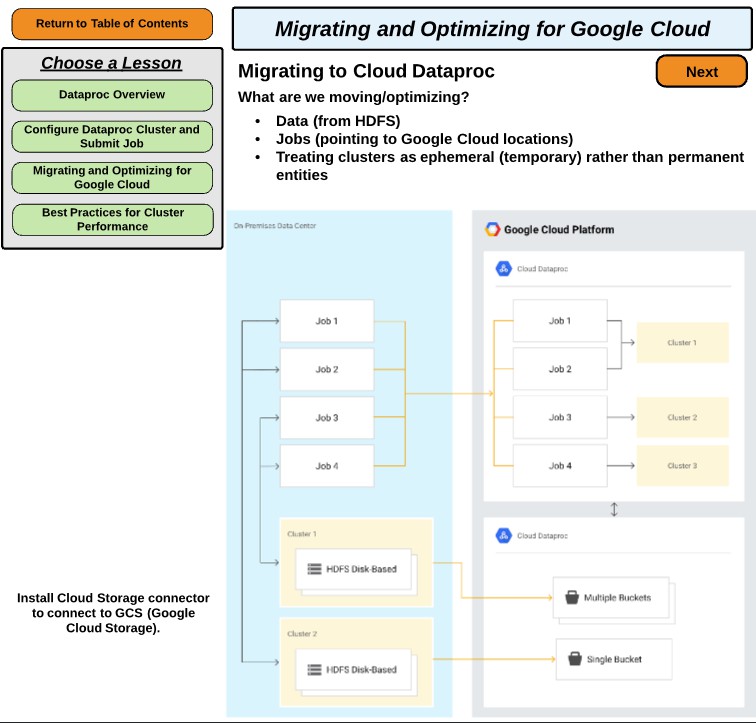 Return to Table of Contents
Migrating and Optimizing for Google Cloud
Choose a Lesson
Dataproc Overview
Configure Dataproc Cluster and
Submit Job
Migrating and Optimizing for
Google Cloud
Best Practices for Cluster
Performance
Migrating to Cloud Dataproc
Next
What are we moving/optimizing?
• Data (from HDFS)
• Jobs (pointing to Google Cloud locations)
• Treating clusters as ephemeral (temporary) rather than permanent
entities
On Premises Data Center
Job 1
Job 2
Job 3
Job 4
Cluster 1
HDFS Disk-Based
Cluster 2
HDFS Disk-Based
Google Cloud Platform
Cloud Dataproc
Job 1
Job 2
Job 3
Job 4
Cluster 1
Cluster 2
Cluster 3
Cloud Dataproc
Multiple Buckets
Single Bucket
Install Cloud Storage connector
to connect to GCS (Google
Cloud Storage).